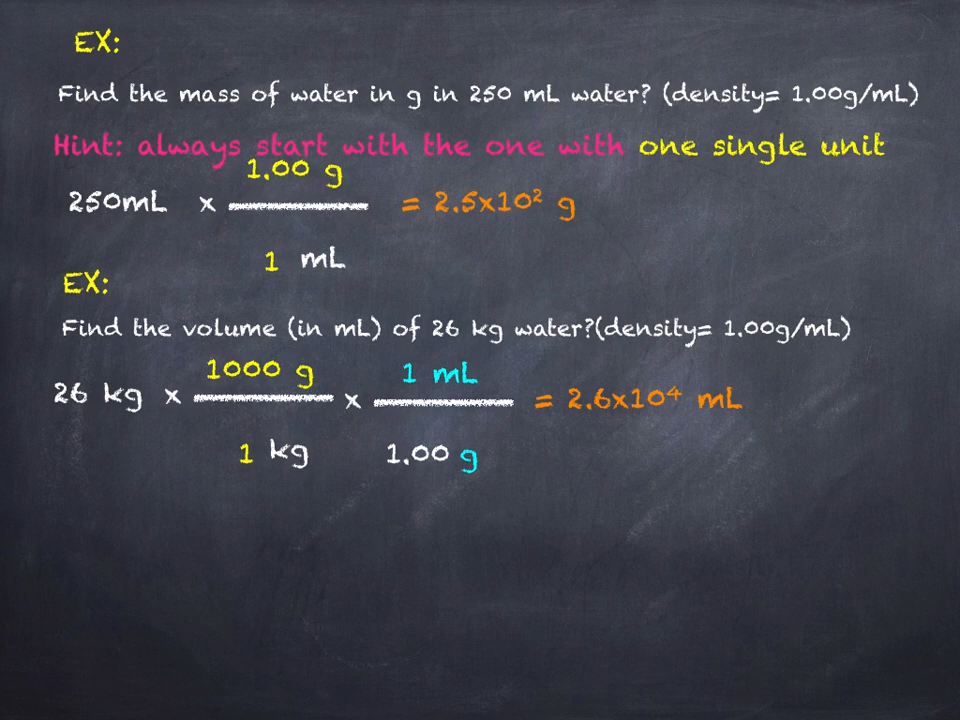 EX:
Find the mass of water in g in 250 mL water? (density= 1.00g/mL)
Hint: always start with the one with one single unit
1.00 g
250mL x = 2.5x10² g
1 mL
EX:
Find the volume (in mL) of 26 kg water?(density= 1.00g/mL)
1000 g 1 mL
26 kg x x = 2.6x10⁴ mL
1 kg 1.00 g